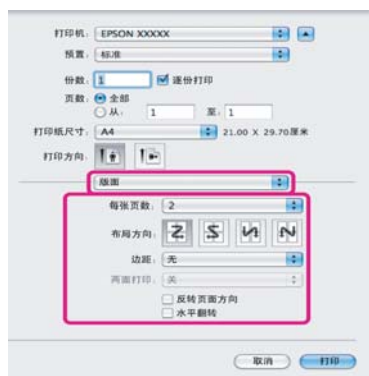 打印机: EPSON XXXXX
预置: 标准
份数: 1 逐份打印
页数: 全部
从: 1 至: 1
打印纸尺寸: A4 21.00 X 29.70厘米
打印方向:
版面
每张页数: 2
布局方向:
边距: 无
两面打印: 关
反转页面方向
水平翻转
取消 打印